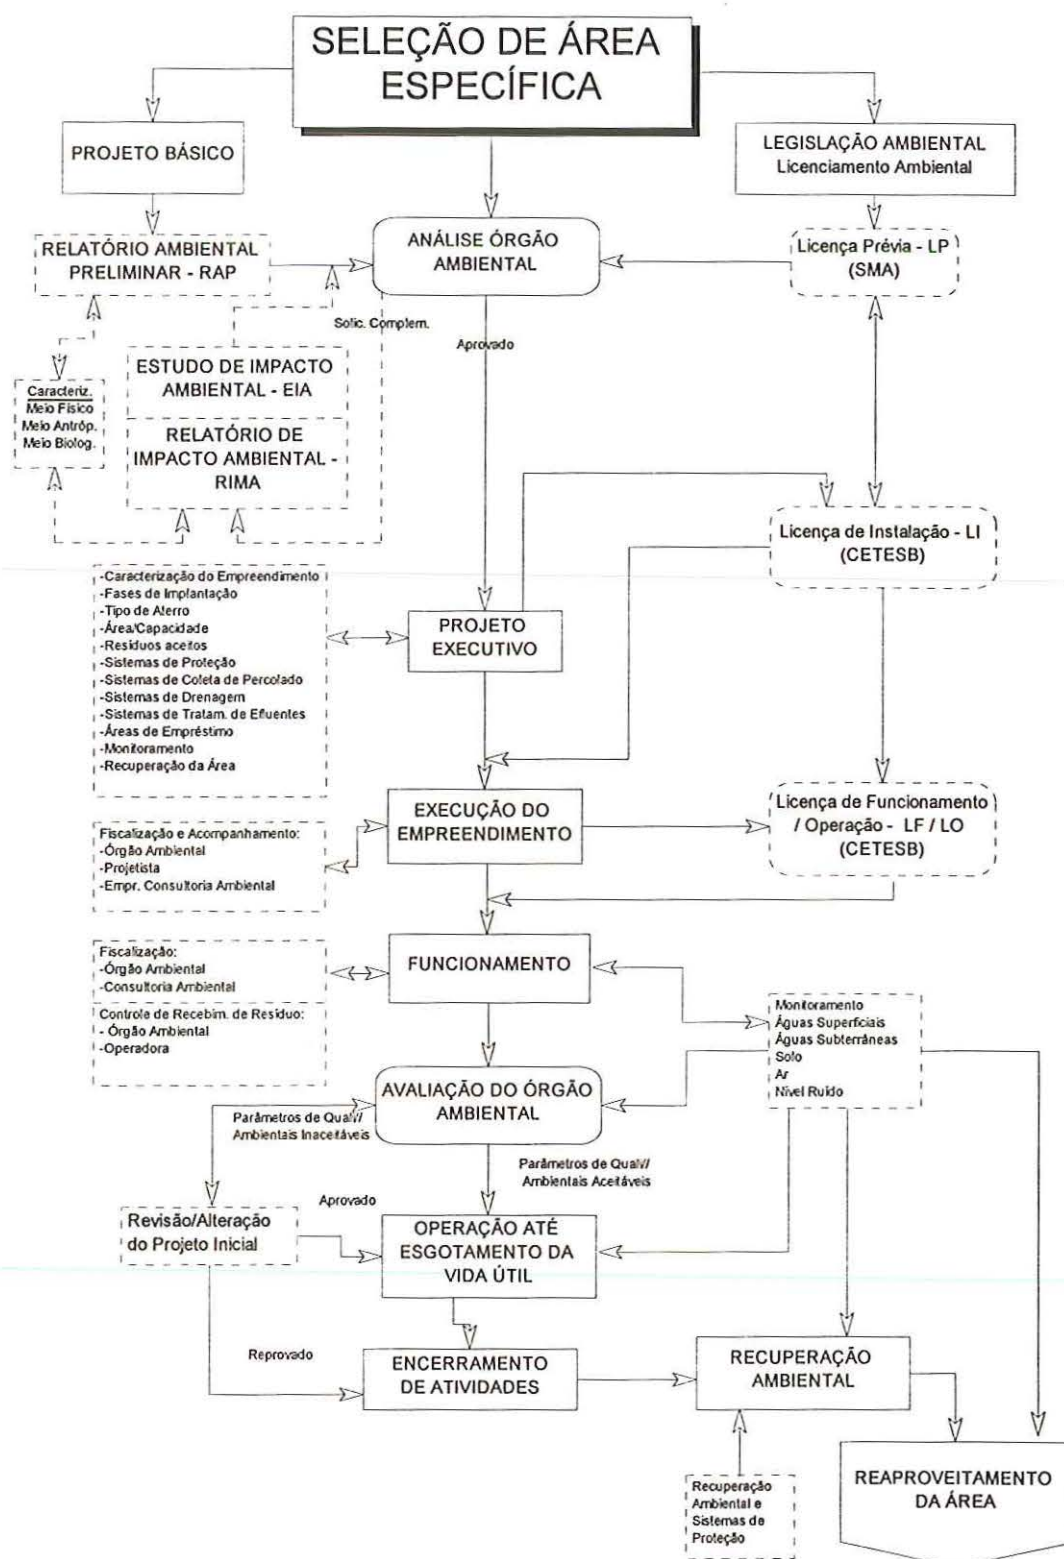 SELEÇÃO DE ÁREA
ESPECÍFICA
PROJETO BÁSICO
LEGISLAÇÃO AMBIENTAL
Licenciamento Ambiental
RELATÓRIO AMBIENTAL
PRELIMINAR - RAP
ANÁLISE ÓRGÃO
AMBIENTAL
Licença Prévia - LP
(SMA)
Solic. Complem.
Aprovado
ESTUDO DE IMPACTO
AMBIENTAL - EIA
RELATÓRIO DE
IMPACTO AMBIENTAL -
RIMA
Caracteriz.
Meio Físico
Meio Antróp.
Meio Biolog.
Licença de Instalação - LI
(CETESB)
-Caracterização do Empreendimento
-Fases de Implantação
-Tipo de Aterro
-Área/Capacidade
-Resíduos aceitos
-Sistemas de Proteção
-Sistemas de Coleta de Percolado
-Sistemas de Drenagem
-Sistemas de Tratam. de Efluentes
-Áreas de Empréstimo
-Monitoramento
-Recuperação da Área
PROJETO
EXECUTIVO
EXECUÇÃO DO
EMPREENDIMENTO
Licença de Funcionamento
/ Operação - LF / LO
(CETESB)
Fiscalização e Acompanhamento:
-Órgão Ambiental
-Projetista
-Empr. Consultoria Ambiental
Fiscalização:
-Órgão Ambiental
-Consultoria Ambiental
Controle de Recebim. de Resíduo:
- Órgão Ambiental
-Operadora
FUNCIONAMENTO
Monitoramento
Águas Superficiais
Águas Subterrâneas
Solo
Ar
Nível Ruído
AVALIAÇÃO DO ÓRGÃO
AMBIENTAL
Parâmetros de Qualº/
Ambientais Inaceitáveis
Parâmetros de Qualº/
Ambientais Aceitáveis
Revisão/Alteração
do Projeto Inicial
Aprovado
OPERAÇÃO ATÉ
ESGOTAMENTO DA
VIDA ÚTIL
Reprovado
ENCERRAMENTO
DE ATIVIDADES
RECUPERAÇÃO
AMBIENTAL
Recuperação
Ambiental e
Sistemas de
Proteção
REAPROVEITAMENTO
DA ÁREA